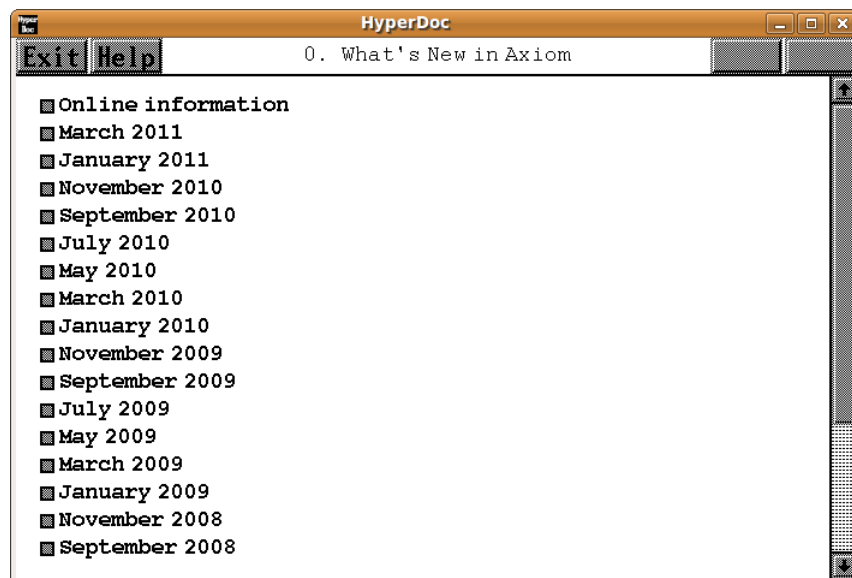 Hyper Doc
HyperDoc
Exit Help
0. What's New in Axiom
Online information
March 2011
January 2011
November 2010
September 2010
July 2010
May 2010
March 2010
January 2010
November 2009
September 2009
July 2009
May 2009
March 2009
January 2009
November 2008
September 2008